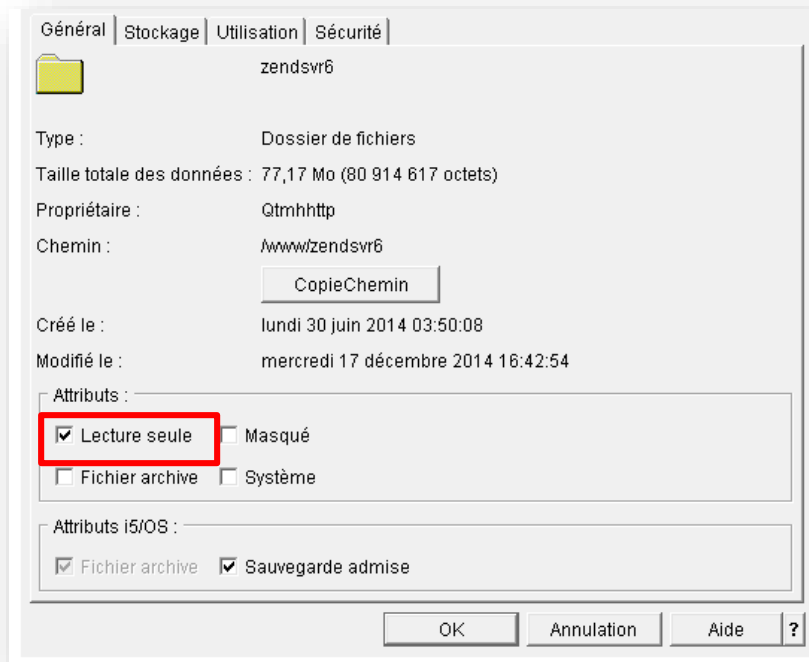 Général Stockage Utilisation Sécurité
zendsvr6
Type : Dossier de fichiers
Taille totale des données : 77,17 Mo (80 914 617 octets)
Propriétaire : Qtmhhttp
Chemin : /www/zendsvr6
CopieChemin
Créé le : lundi 30 juin 2014 03:50:08
Modifié le : mercredi 17 décembre 2014 16:42:54
Attributs :
Lecture seule Masqué
Fichier archive Système
Attributs i5/OS :
Fichier archive Sauvegarde admise
OK Annulation Aide ?